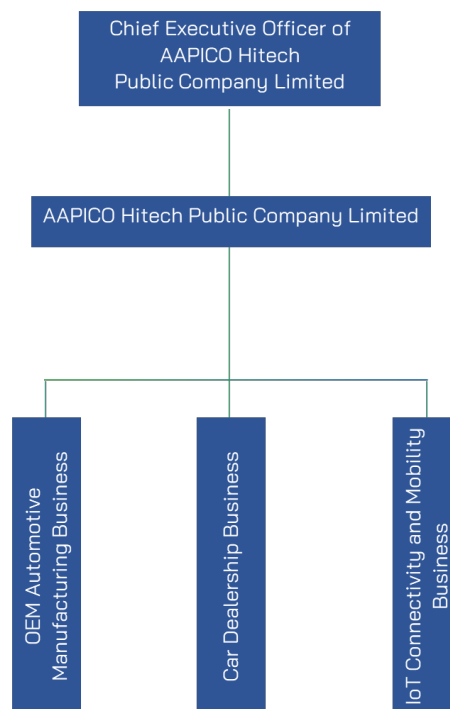 Chief Executive Officer of
AAPICO Hitech
Public Company Limited
AAPICO Hitech Public Company Limited
OEM Automotive
Manufacturing Business
Car Dealership Business
IoT Connectivity and Mobility
Business